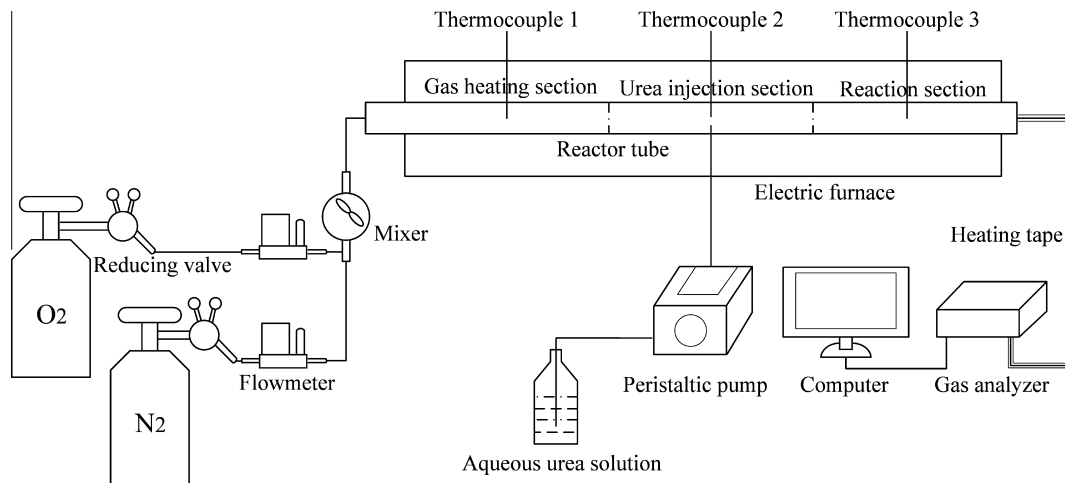 Thermocouple 1
Thermocouple 2
Thermocouple 3
Gas heating section
Urea injection section
Reaction section
Reactor tube
Electric furnace
Mixer
Heating tape
Reducing valve
O2
N2
Flowmeter
Peristaltic pump
Computer
Gas analyzer
Aqueous urea solution